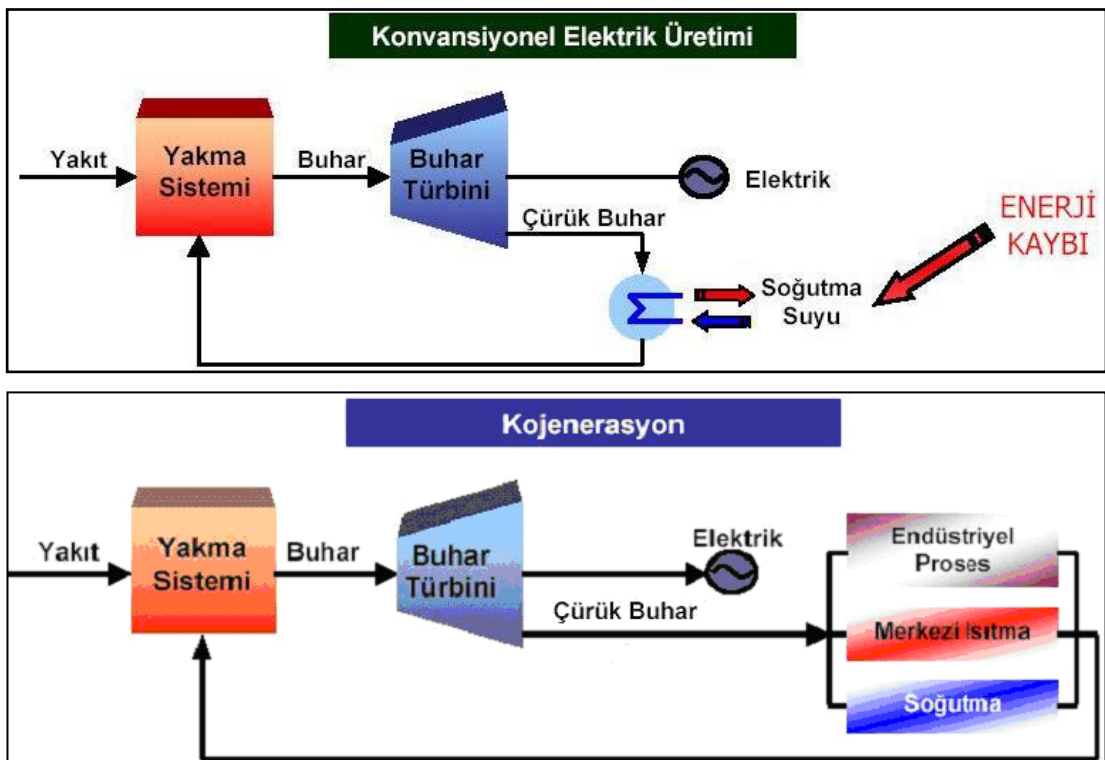 Konvansiyonel Elektrik Üretimi
Yakıt
Yakma
Sistemi
Buhar
Buhar
Türbini
Elektrik
Çürük Buhar
Soğutma
Suyu
ENERJİ
KAYBI
Kojenerasyon
Yakıt
Yakma
Sistemi
Buhar
Buhar
Türbini
Elektrik
Çürük Buhar
Endüstriyel
Proses
Merkezi Isıtma
Soğutma